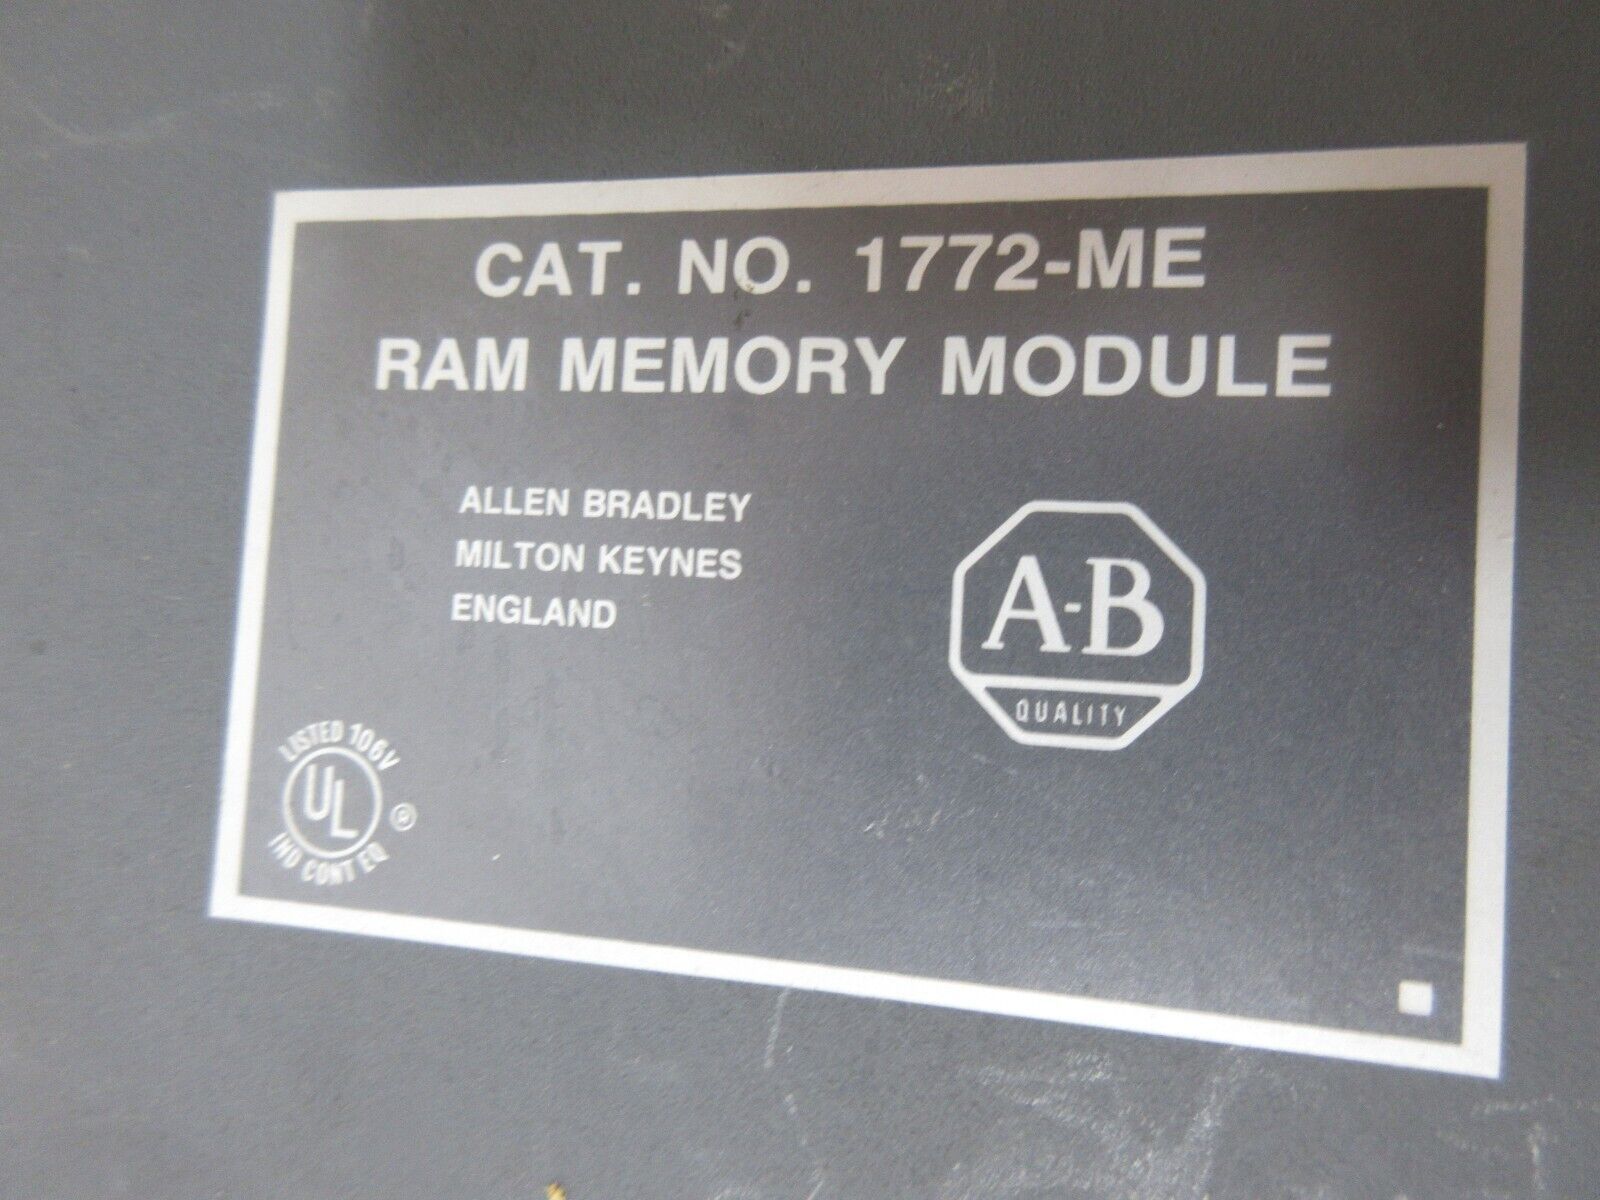 CAT. NO. 1772-ME
RAM MEMORY MODULE
ALLEN BRADLEY
MILTON KEYNES
ENGLAND
A-B
QUALITY
LISTED 106V
UL ®
IND CONT EQ